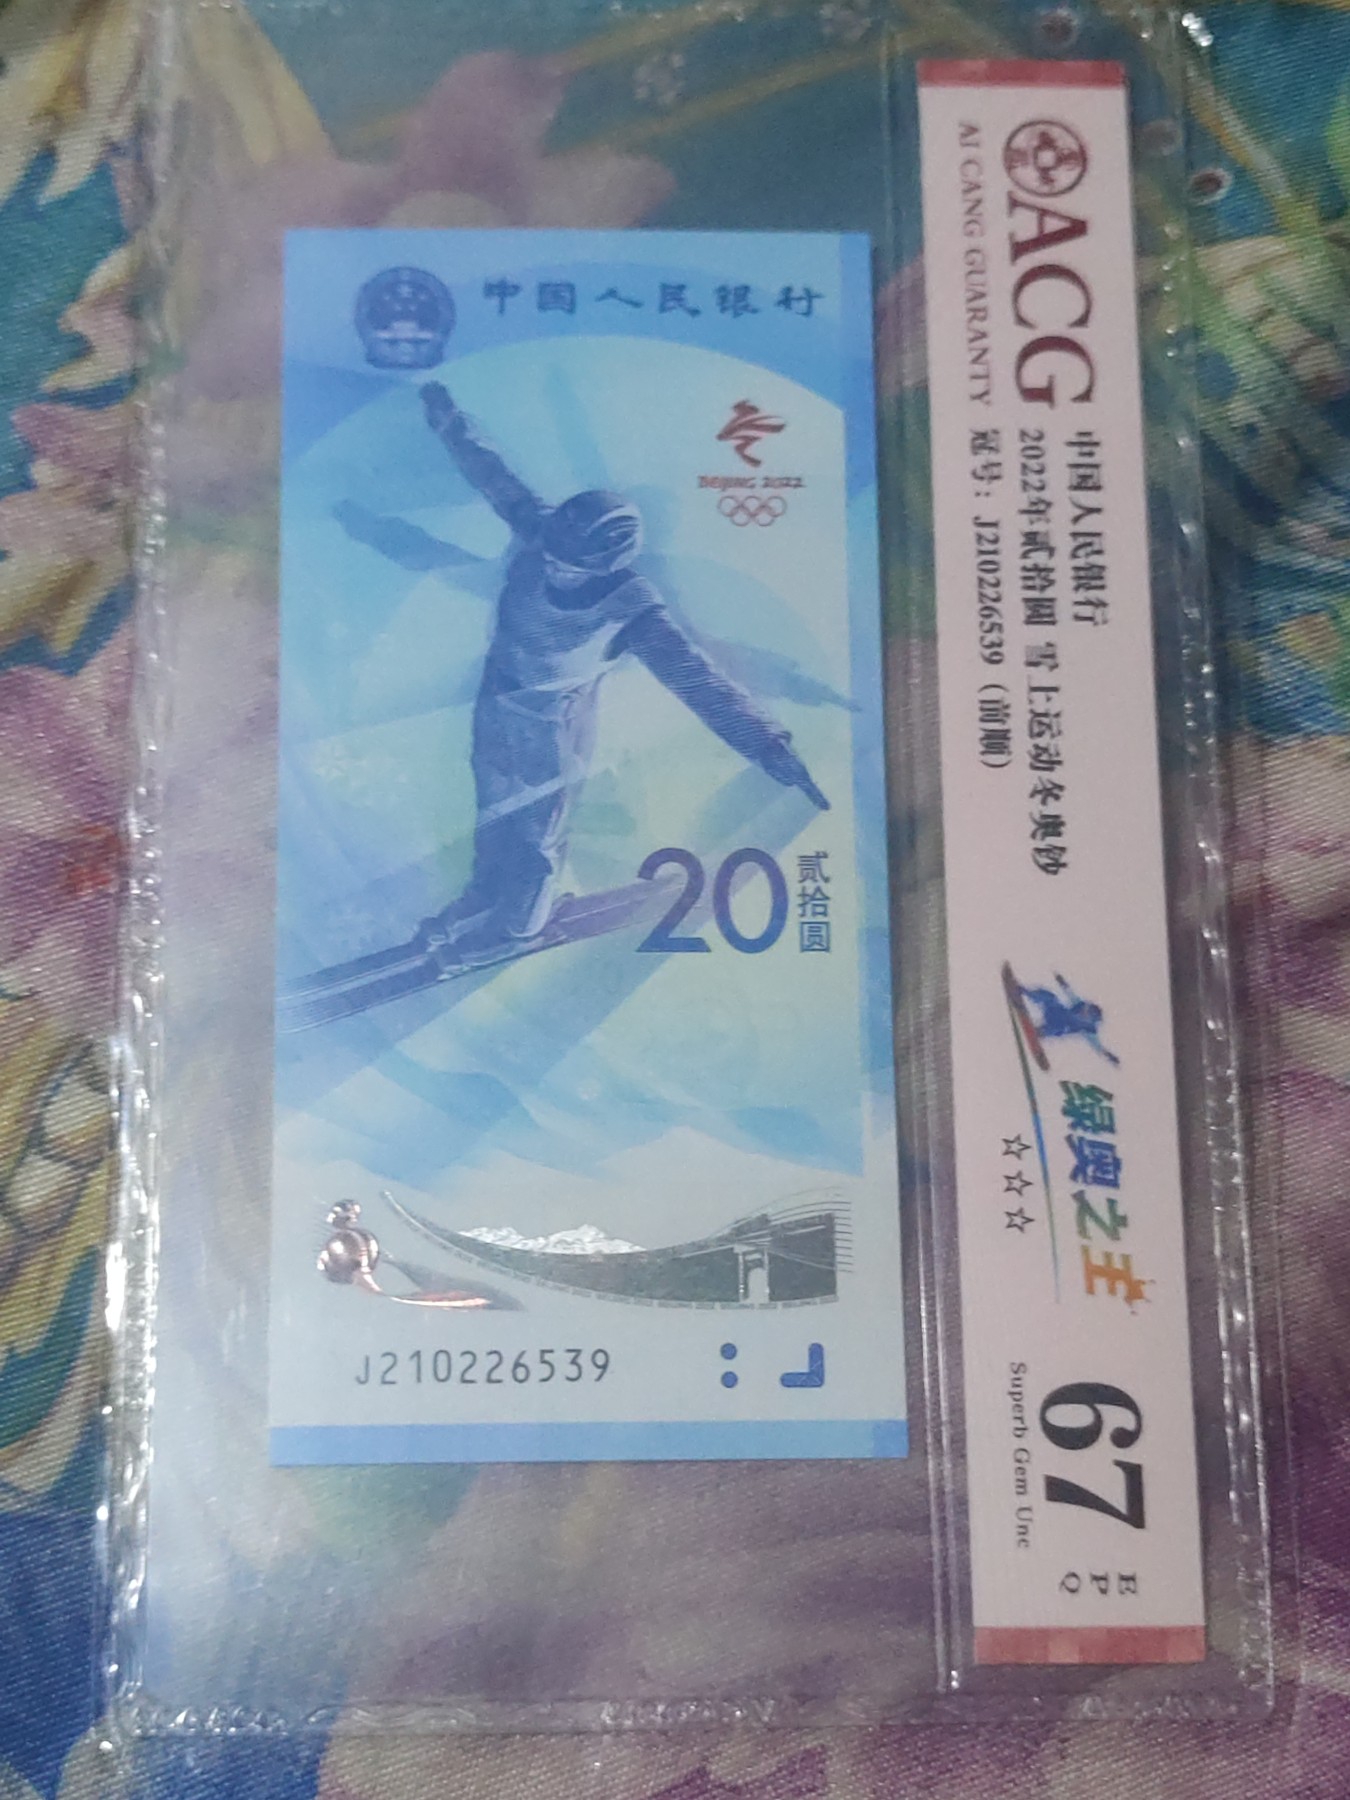 中国人民银行
BEIJING 2022
20
贰拾圆
J210226539
ACG
AI CANG GUARANTY
中国人民银行
2022年贰拾圆 雪上运动冬奥钞
冠号：J210226539（前顺）
绿奥之主
☆☆☆
67
EPQ
Superb Gem Unc